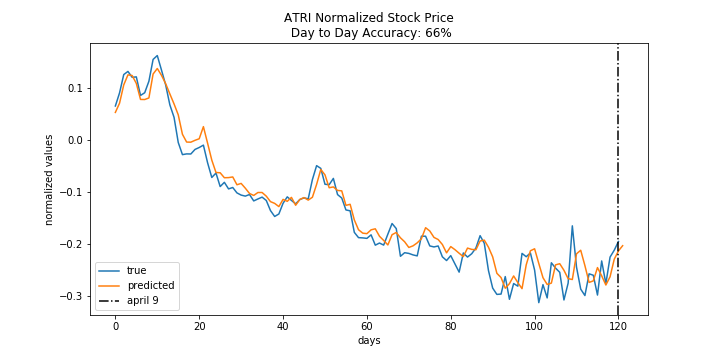 ATRI Normalized Stock Price
Day to Day Accuracy: 66%
normalized values
0.1
0.0
−0.1
−0.2
−0.3
true
predicted
april 9
0
20
40
60
80
100
120
days